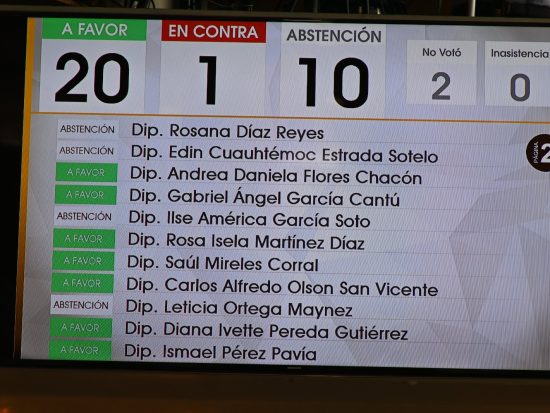 A FAVOR EN CONTRA ABSTENCIÓN No Votó Inasistencia
20 1 10 2 0
ABSTENCIÓN Dip. Rosana Díaz Reyes
ABSTENCIÓN Dip. Edin Cuauhtémoc Estrada Sotelo
A FAVOR Dip. Andrea Daniela Flores Chacón
A FAVOR Dip. Gabriel Ángel García Cantú
ABSTENCIÓN Dip. Ilse América García Soto
A FAVOR Dip. Rosa Isela Martínez Díaz
A FAVOR Dip. Saúl Mireles Corral
A FAVOR Dip. Carlos Alfredo Olson San Vicente
ABSTENCIÓN Dip. Leticia Ortega Maynez
A FAVOR Dip. Diana Ivette Pereda Gutiérrez
A FAVOR Dip. Ismael Pérez Pavía
PÁGINA 2